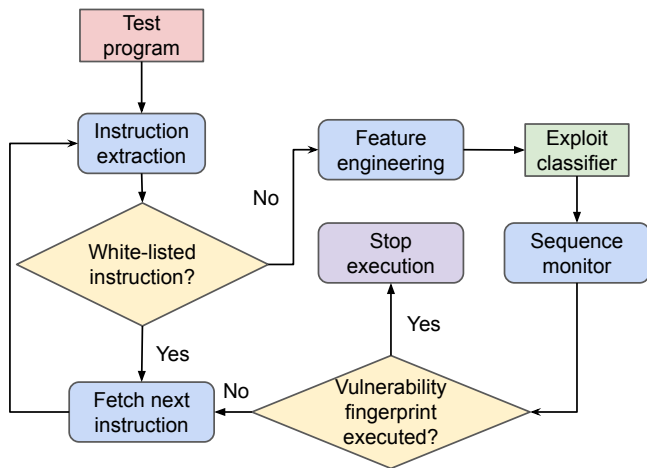 Test
program
Instruction
extraction
Feature
engineering
Exploit
classifier
No
White-listed
instruction?
Stop
execution
Sequence
monitor
Yes
Yes
Fetch next
instruction
No
Vulnerability
fingerprint
executed?